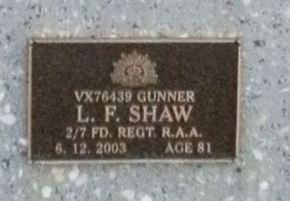 VX76439 GUNNER
L. F. SHAW
2/7 FD. REGT. R.A.A.
6. 12. 2003 AGE 81